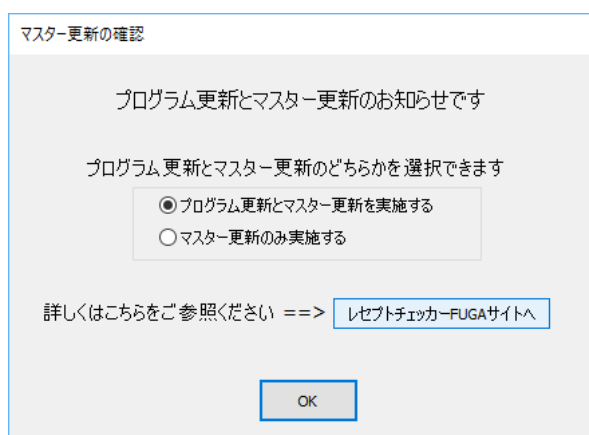 マスター更新の確認
プログラム更新とマスター更新のお知らせです
プログラム更新とマスター更新のどちらかを選択できます
プログラム更新とマスター更新を実施する
マスター更新のみ実施する
詳しくはこちらをご参照ください ==> レセプトチェッカーFUGAサイトへ
OK